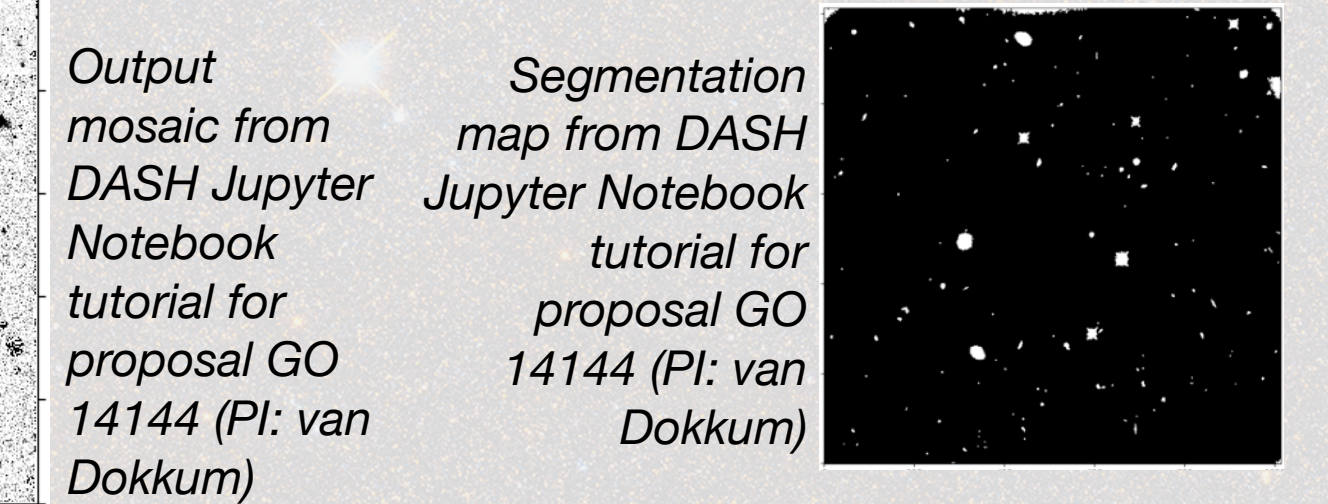 Output
mosaic from
DASH Jupyter
Notebook
tutorial for
proposal GO
14144 (PI: van
Dokkum)
Segmentation
map from DASH
Jupyter Notebook
tutorial for
proposal GO
14144 (PI: van
Dokkum)